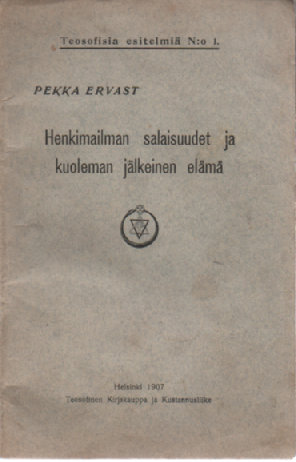 Teosofisia esitelmiä N:o 1.
PEKKA ERVAST
Henkimailman salaisuudet ja
kuoleman jälkeinen elämä
Helsinki 1907
Teosofinen Kirjakauppa ja Kustannusliike